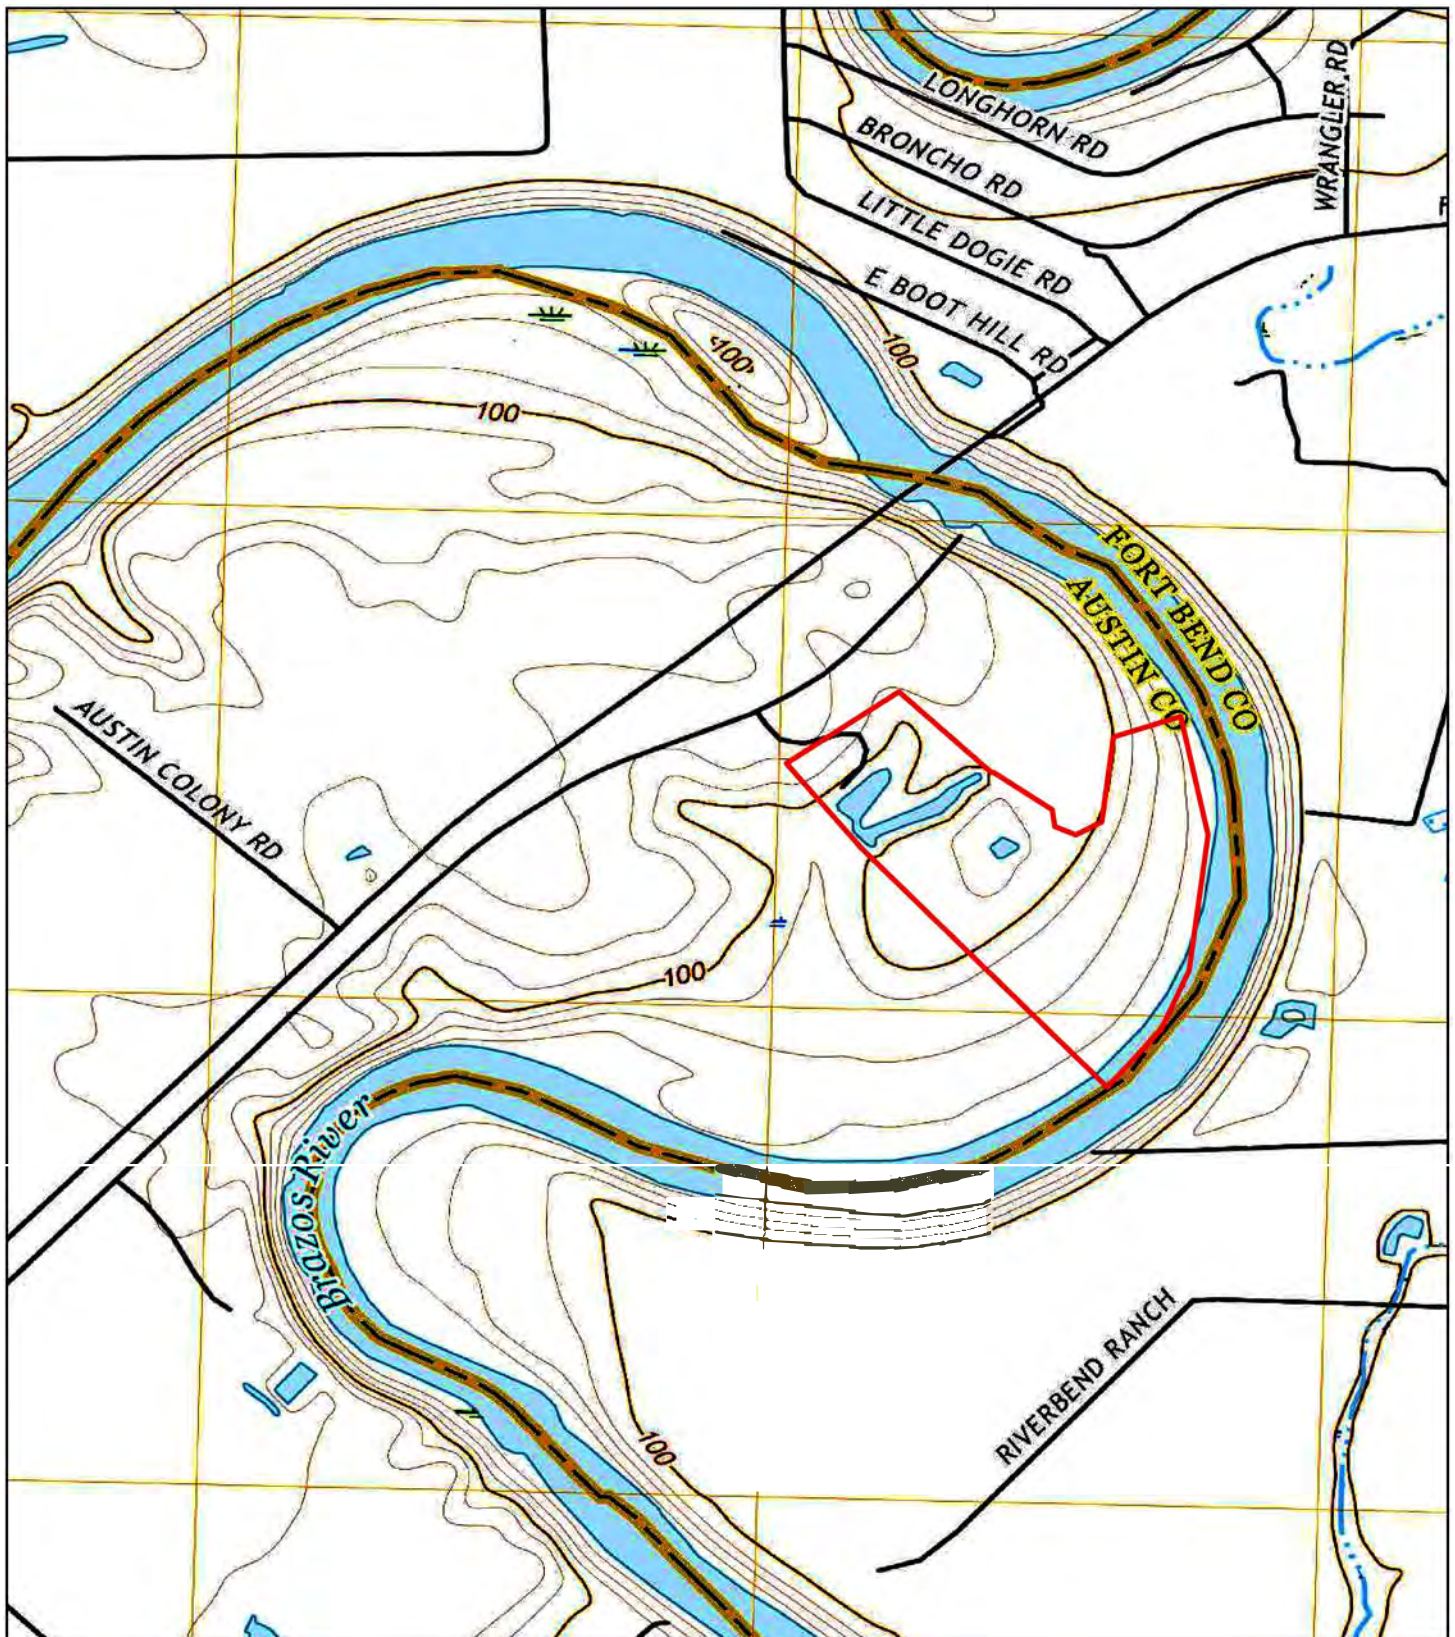 LONGHORN RD
WRANGLER RD
BRONCHO RD
LITTLE DOGIE RD
E BOOT HILL RD
100
100
100
FORT BEND CO
AUSTIN CO
AUSTIN COLONY RD
100
Brazos River
RIVERBEND RANCH
100